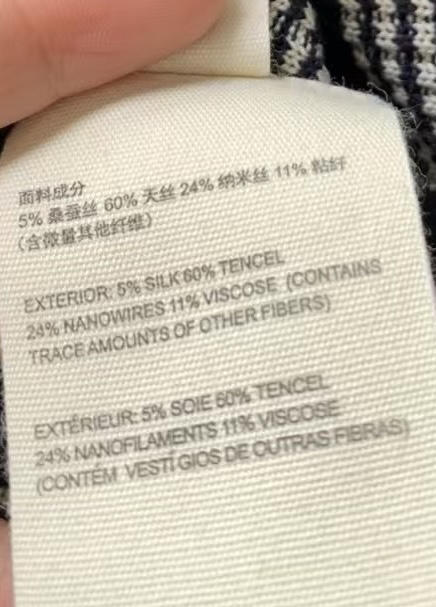 面料成分
5% 桑蚕丝 60% 天丝 24% 纳米丝 11% 粘纤
（含微量其他纤维）
EXTERIOR: 5% SILK 60% TENCEL
24% NANOWIRES 11% VISCOSE (CONTAINS
TRACE AMOUNTS OF OTHER FIBERS)
EXTÉRIEUR: 5% SOIE 60% TENCEL
24% NANOFILAMENTS 11% VISCOSE
(CONTÉM VESTÍGIOS DE OUTRAS FIBRAS)